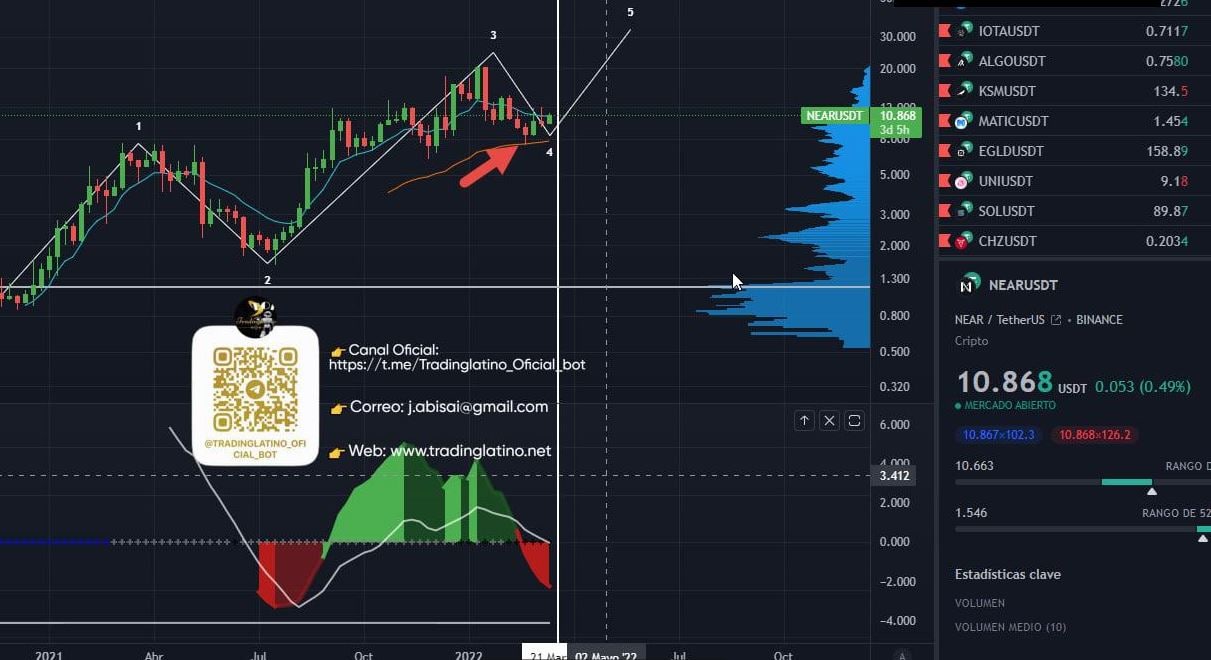 5
3
1
4
2
30.000
20.000
NEARUSDT
10.868
3d 5h
5.000
3.000
2.000
1.300
0.800
0.500
0.320
Canal Oficial:
https://t.me/Tradinglatino_Oficial_bot
Correo: j.abisai@gmail.com
Web: www.tradinglatino.net
@TRADINGLATINO_OFI
CIAL_BOT
6.000
4.000
3.412
2.000
0.000
−2.000
−4.000
2021
Abr
Jul
Oct
2022
21 Mar
02 Mayo '22
Jul
Oct
A
IOTAUSDT 0.7117
ALGOUSDT 0.7580
KSMUSDT 134.5
MATICUSDT 1.454
EGLDUSDT 158.89
UNIUSDT 9.18
SOLUSDT 89.87
CHZUSDT 0.2034
NEARUSDT
NEAR / TetherUS • BINANCE
Cripto
10.868 USDT 0.053 (0.49%)
MERCADO ABIERTO
10.867×102.3 10.868×126.2
10.663 RANGO D
1.546 RANGO DE 52
Estadísticas clave
VOLUMEN
VOLUMEN MEDIO (10)